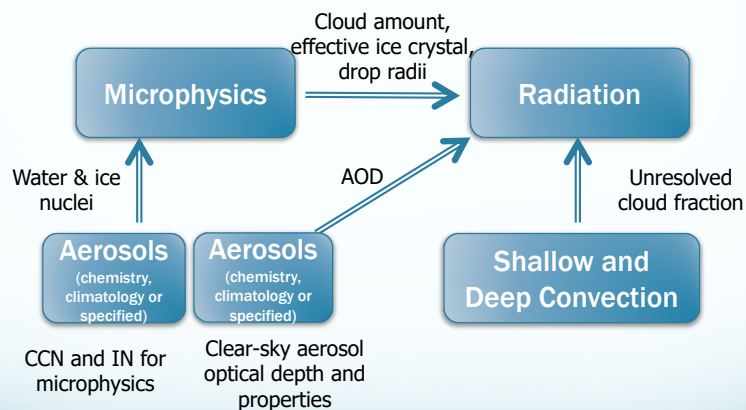 Cloud amount,
effective ice crystal,
drop radii
Microphysics
Radiation
Water & ice
nuclei
AOD
Unresolved
cloud fraction
Aerosols
(chemistry,
climatology or
specified)
Aerosols
(chemistry,
climatology or
specified)
Shallow and
Deep Convection
CCN and IN for
microphysics
Clear-sky aerosol
optical depth and
properties